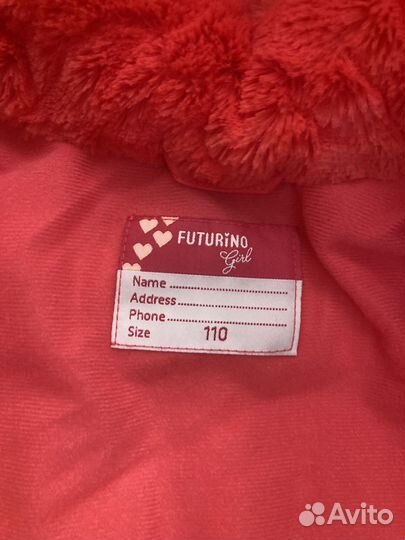 FUTURiNO
Girl
Name
Address
Phone
Size 110
Avito